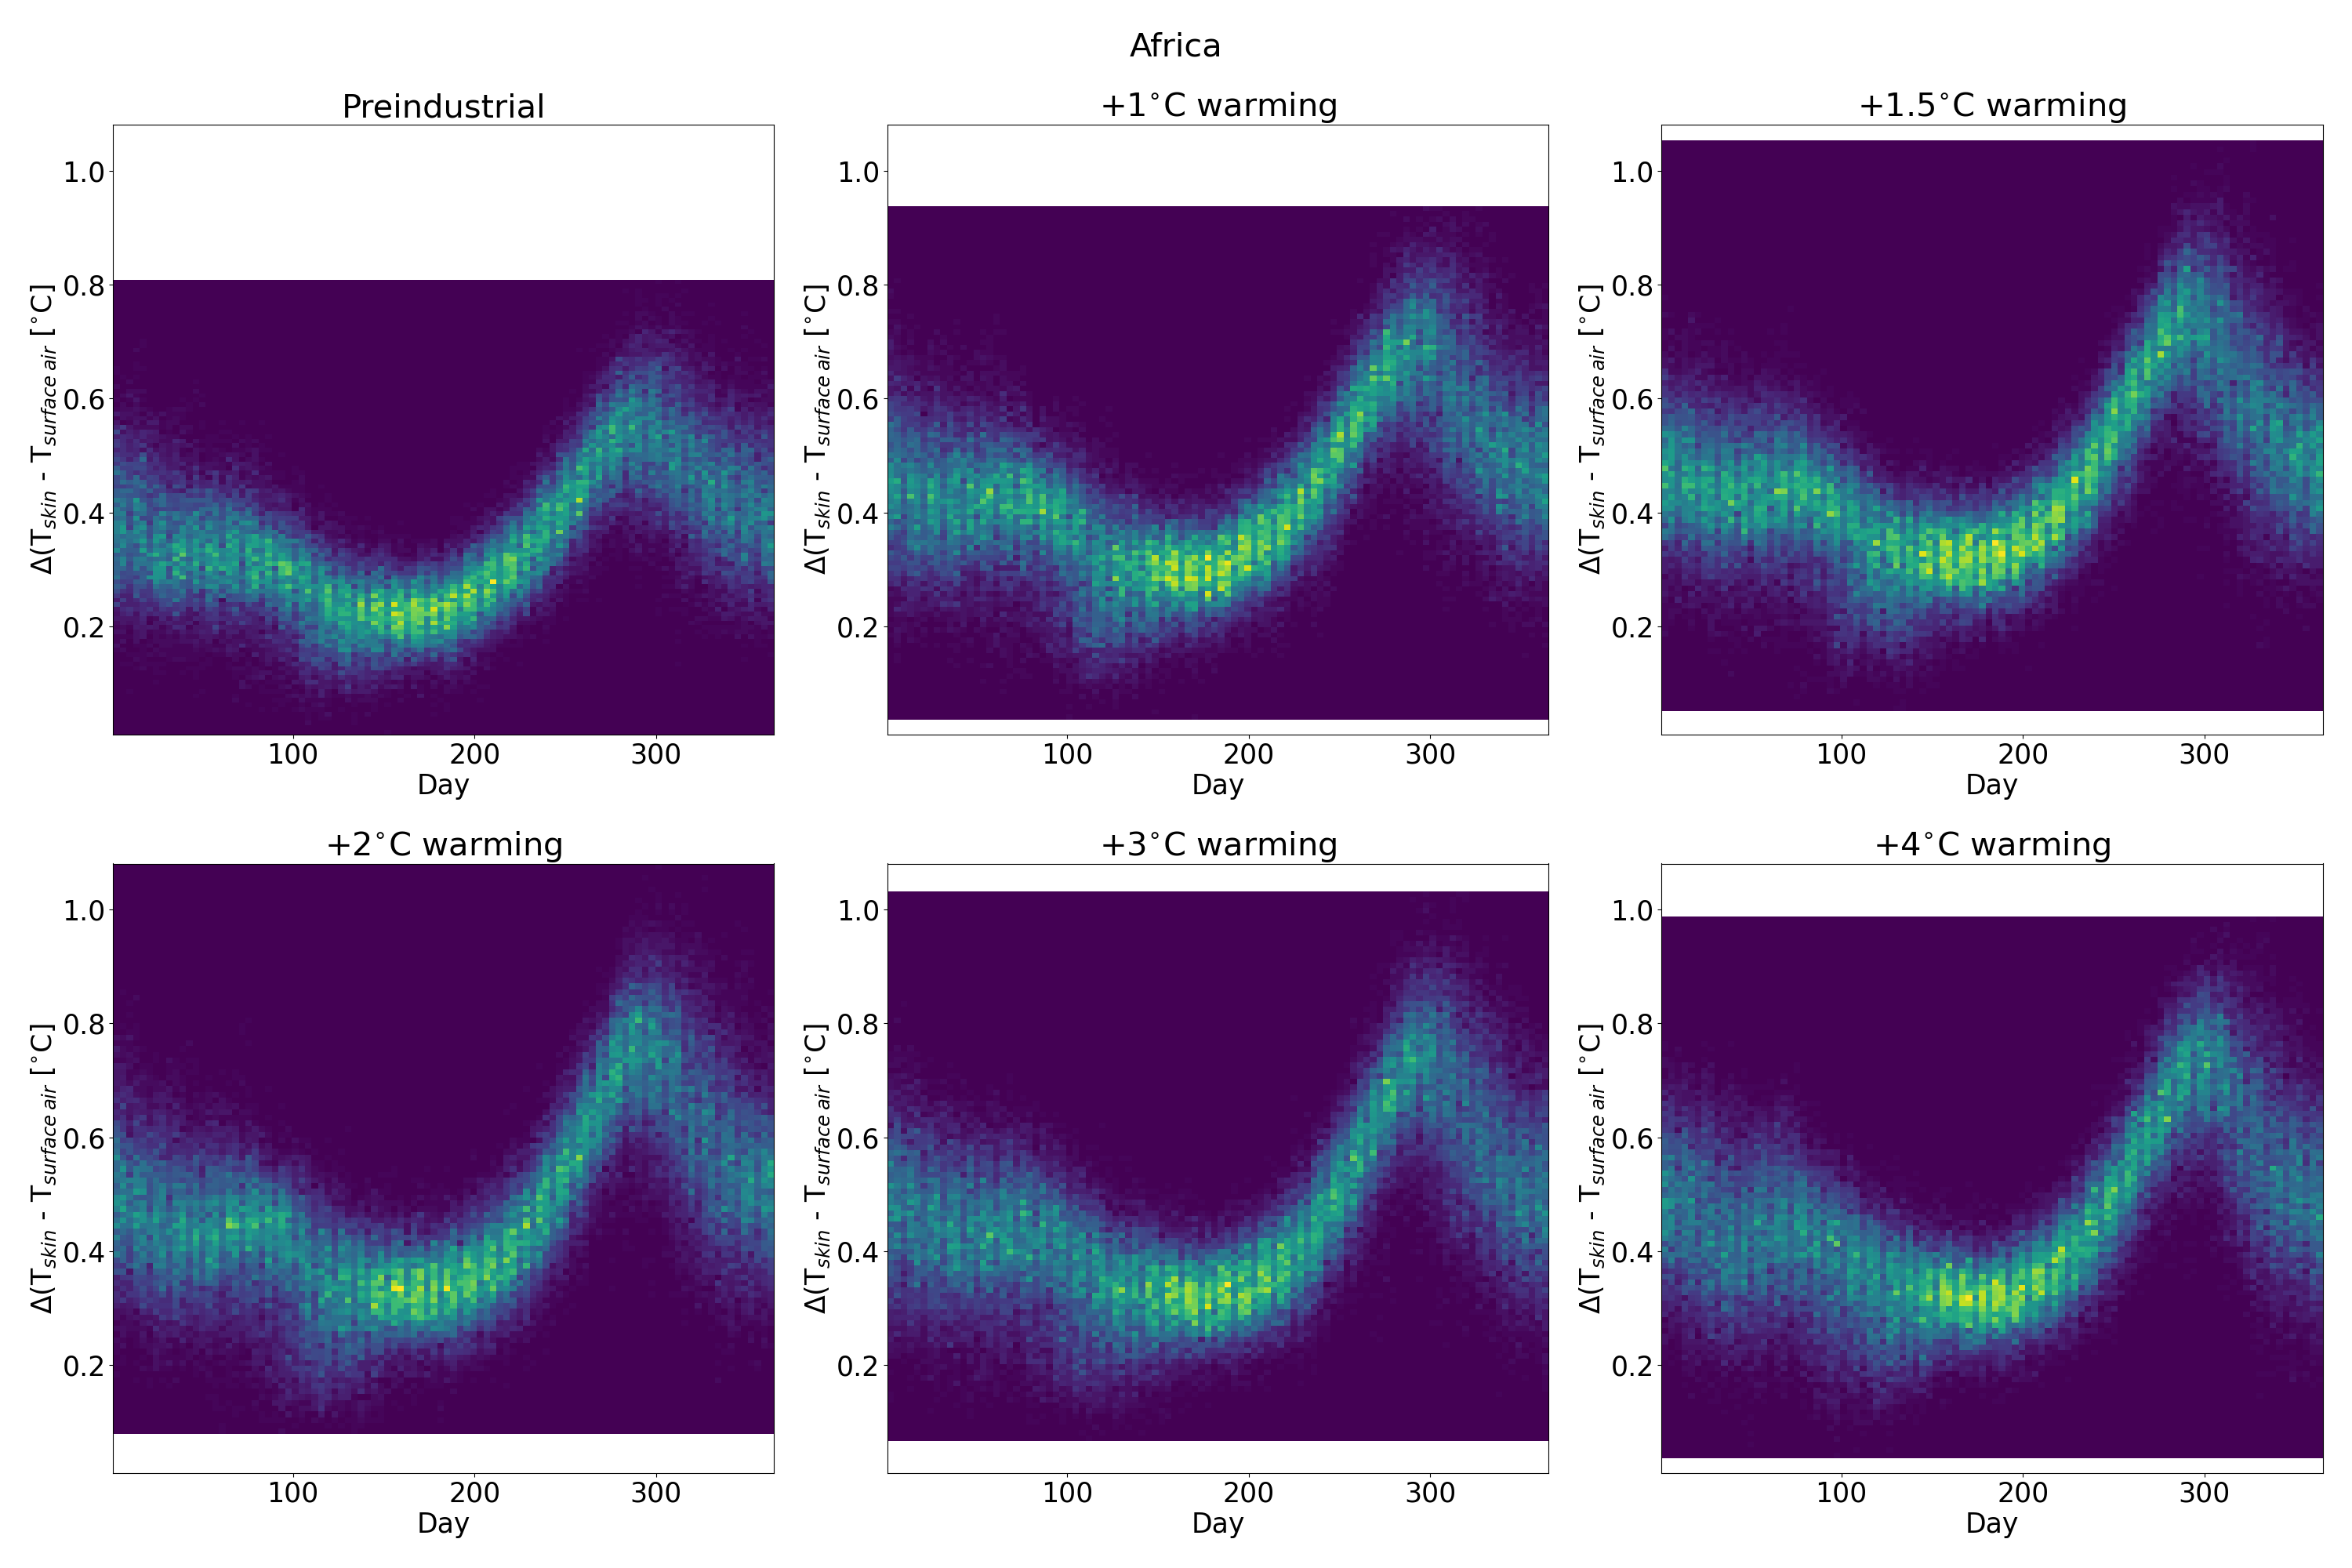 Africa
Preindustrial
+1°C warming
+1.5°C warming
1.0
0.8
0.6
0.4
0.2
Δ(T_skin - T_surface air [°C]
100 200 300
Day
1.0
0.8
0.6
0.4
0.2
Δ(T_skin - T_surface air [°C]
100 200 300
Day
1.0
0.8
0.6
0.4
0.2
Δ(T_skin - T_surface air [°C]
100 200 300
Day
+2°C warming
+3°C warming
+4°C warming
1.0
0.8
0.6
0.4
0.2
Δ(T_skin - T_surface air [°C]
100 200 300
Day
1.0
0.8
0.6
0.4
0.2
Δ(T_skin - T_surface air [°C]
100 200 300
Day
1.0
0.8
0.6
0.4
0.2
Δ(T_skin - T_surface air [°C]
100 200 300
Day